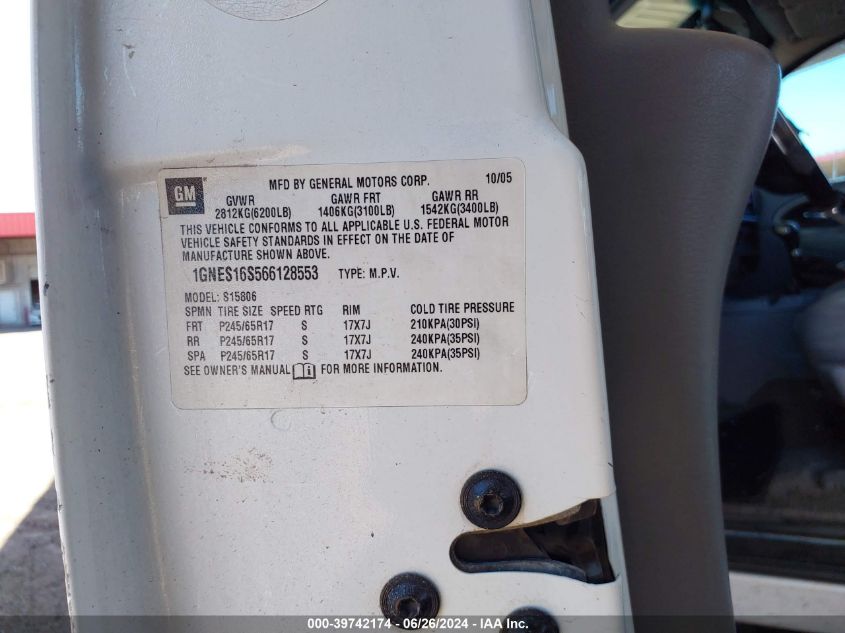 GM
MFD BY GENERAL MOTORS CORP. 10/05
GVWR GAWR FRT GAWR RR
2812KG(6200LB) 1406KG(3100LB) 1542KG(3400LB)
THIS VEHICLE CONFORMS TO ALL APPLICABLE U.S. FEDERAL MOTOR
VEHICLE SAFETY STANDARDS IN EFFECT ON THE DATE OF
MANUFACTURE SHOWN ABOVE.
1GNES16S566128553 TYPE: M.P.V.
MODEL: S15806
SPMN TIRE SIZE SPEED RTG RIM COLD TIRE PRESSURE
FRT P245/65R17 S 17X7J 210KPA(30PSI)
RR P245/65R17 S 17X7J 240KPA(35PSI)
SPA P245/65R17 S 17X7J 240KPA(35PSI)
SEE OWNER'S MANUAL FOR MORE INFORMATION.
000-39742174 / 06/26/2024 / Copyright IAA, Inc.